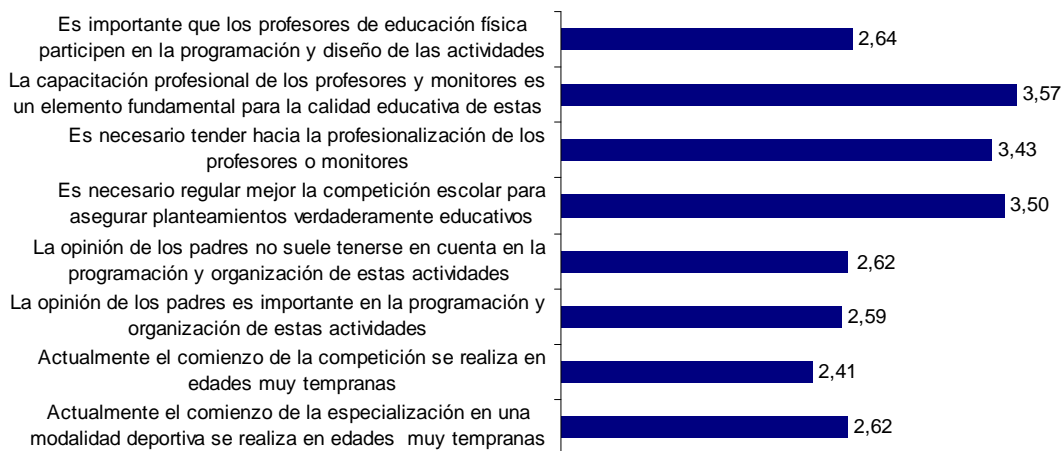 Es importante que los profesores de educación física
participen en la programación y diseño de las actividades
2,64
La capacitación profesional de los profesores y monitores es
un elemento fundamental para la calidad educativa de estas
3,57
Es necesario tender hacia la profesionalización de los
profesores o monitores
3,43
Es necesario regular mejor la competición escolar para
asegurar planteamientos verdaderamente educativos
3,50
La opinión de los padres no suele tenerse en cuenta en la
programación y organización de estas actividades
2,62
La opinión de los padres es importante en la programación y
organización de estas actividades
2,59
Actualmente el comienzo de la competición se realiza en
edades muy tempranas
2,41
Actualmente el comienzo de la especialización en una
modalidad deportiva se realiza en edades muy tempranas
2,62